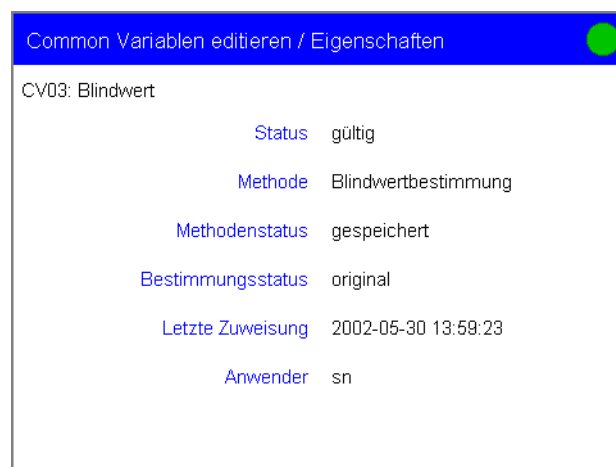 Common Variablen editieren / Eigenschaften
CV03: Blindwert
Status gültig
Methode Blindwertbestimmung
Methodenstatus gespeichert
Bestimmungsstatus original
Letzte Zuweisung 2002-05-30 13:59:23
Anwender sn